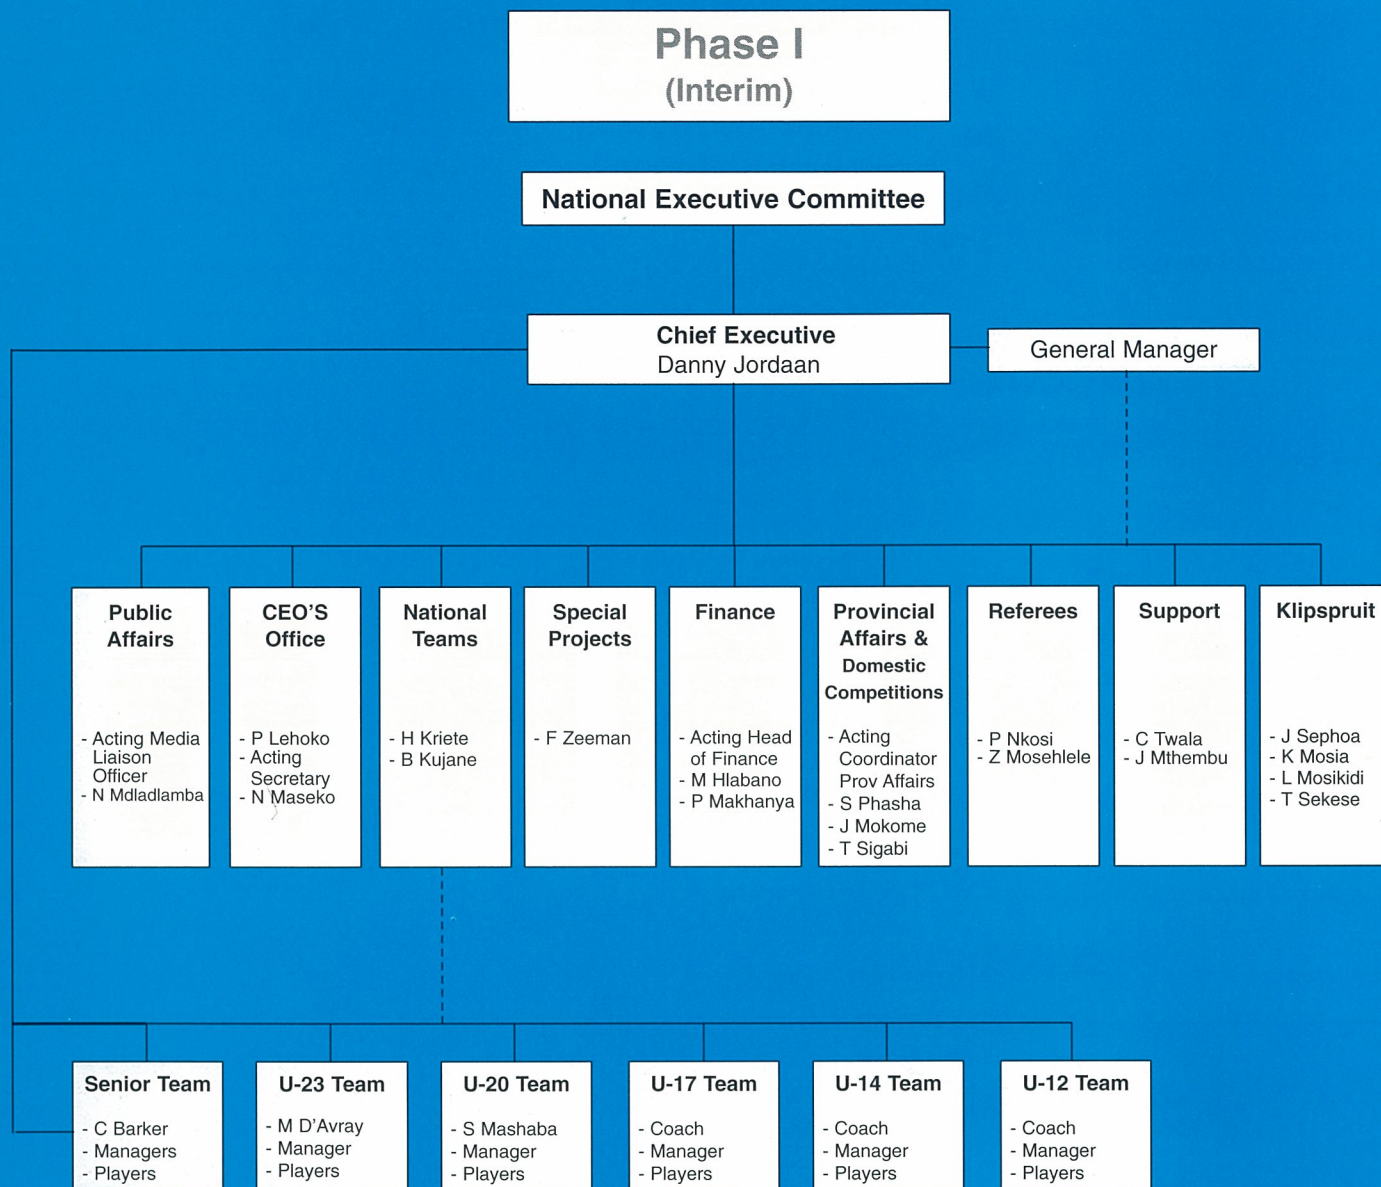 Phase I
(Interim)
National Executive Committee
Chief Executive
Danny Jordaan
General Manager
Public
Affairs
- Acting Media
Liaison
Officer
- N Mdladlamba
CEO'S
Office
- P Lehoko
- Acting
Secretary
- N Maseko
National
Teams
- H Kriete
- B Kujane
Special
Projects
- F Zeeman
Finance
- Acting Head
of Finance
- M Hlabano
- P Makhanya
Provincial
Affairs &
Domestic
Competitions
- Acting
Coordinator
Prov Affairs
- S Phasha
- J Mokome
- T Sigabi
Referees
- P Nkosi
- Z Mosehlele
Support
- C Twala
- J Mthembu
Klipspruit
- J Sephoa
- K Mosia
- L Mosikidi
- T Sekese
Senior Team
- C Barker
- Managers
- Players
U-23 Team
- M D'Avray
- Manager
- Players
U-20 Team
- S Mashaba
- Manager
- Players
U-17 Team
- Coach
- Manager
- Players
U-14 Team
- Coach
- Manager
- Players
U-12 Team
- Coach
- Manager
- Players